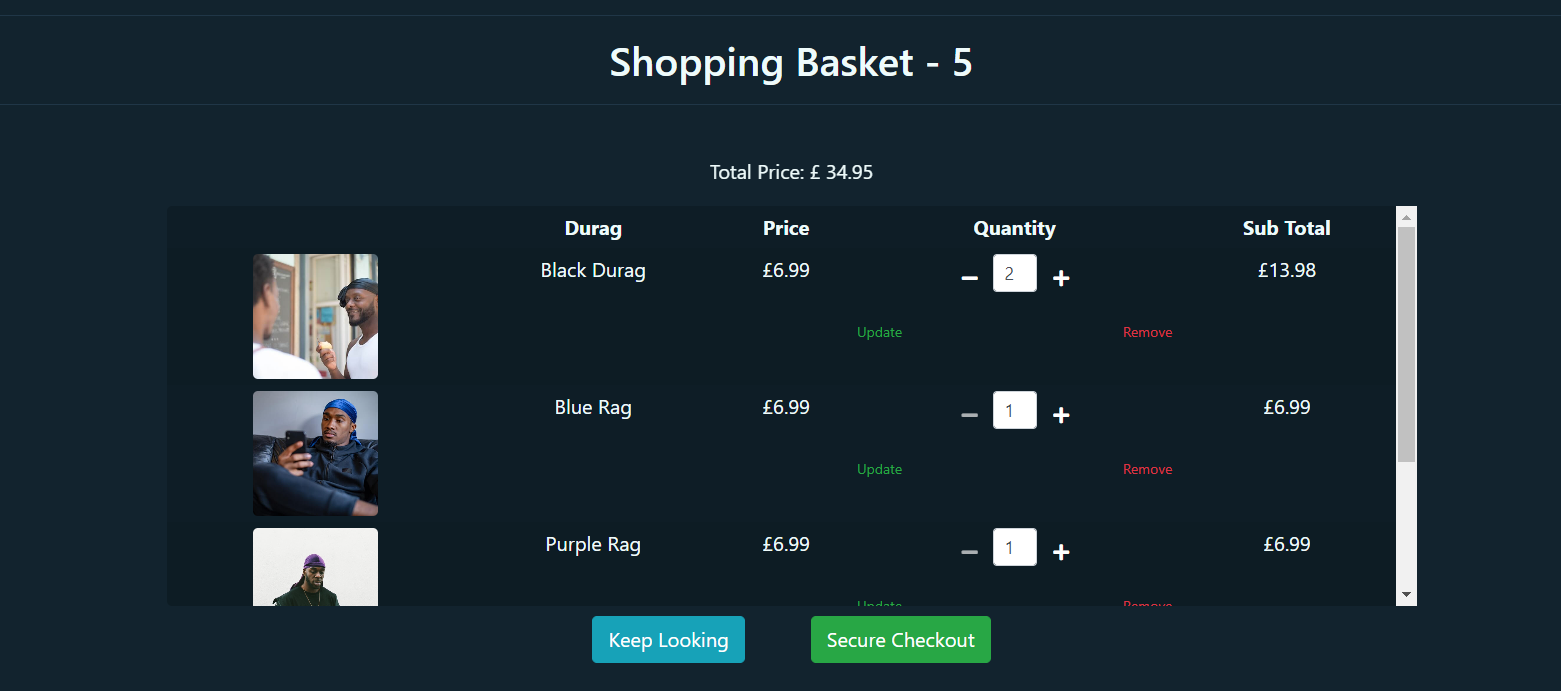 Shopping Basket - 5
Total Price: £ 34.95
Durag Price Quantity Sub Total
Black Durag £6.99 2 £13.98
Update Remove
Blue Rag £6.99 1 £6.99
Update Remove
Purple Rag £6.99 1 £6.99
Update Remove
Keep Looking Secure Checkout